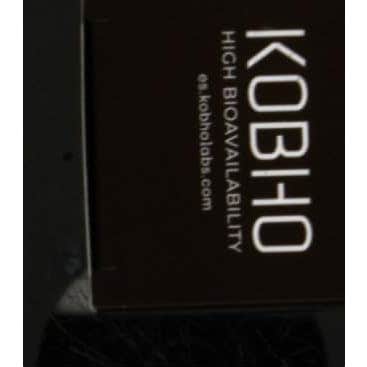 KOBHO
HIGH BIOAVAILABILITY
es.kobholabs.com